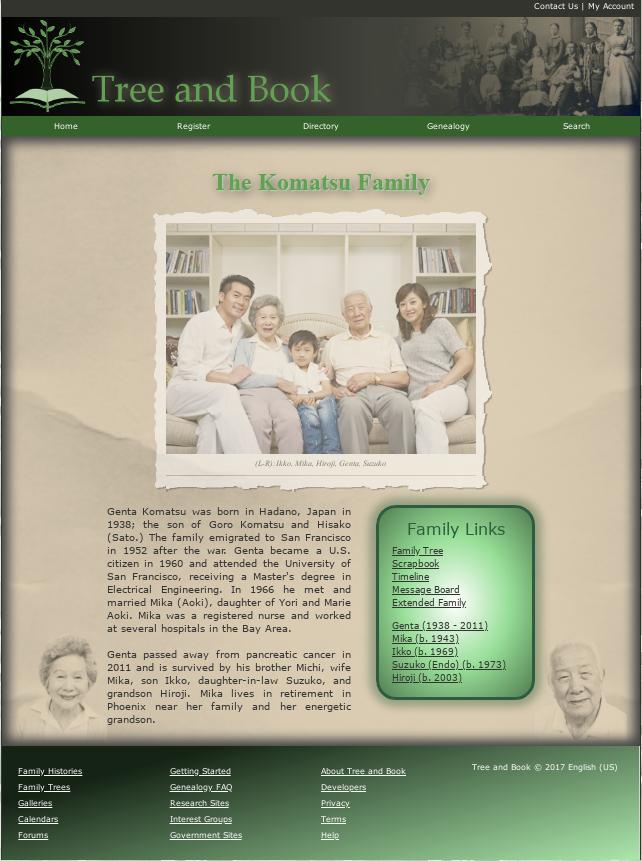 Contact Us | My Account
Tree and Book
Home Register Directory Genealogy Search
The Komatsu Family
(L-R): Ikko, Mika, Hiroji, Genta, Suzuko
Genta Komatsu was born in Hadano, Japan in
1938; the son of Goro Komatsu and Hisako
(Sato.) The family emigrated to San Francisco
in 1952 after the war. Genta became a U.S.
citizen in 1960 and attended the University of
San Francisco, receiving a Master's degree in
Electrical Engineering. In 1966 he met and
married Mika (Aoki), daughter of Yori and Marie
Aoki. Mika was a registered nurse and worked
at several hospitals in the Bay Area.
Genta passed away from pancreatic cancer in
2011 and is survived by his brother Michi, wife
Mika, son Ikko, daughter-in-law Suzuko, and
grandson Hiroji. Mika lives in retirement in
Phoenix near her family and her energetic
grandson.
Family Links
Family Tree
Scrapbook
Timeline
Message Board
Extended Family
Genta (1938 - 2011)
Mika (b. 1943)
Ikko (b. 1969)
Suzuko (Endo) (b. 1973)
Hiroji (b. 2003)
Family Histories
Family Trees
Galleries
Calendars
Forums
Getting Started
Genealogy FAQ
Research Sites
Interest Groups
Government Sites
About Tree and Book
Developers
Privacy
Terms
Help
Tree and Book © 2017 English (US)